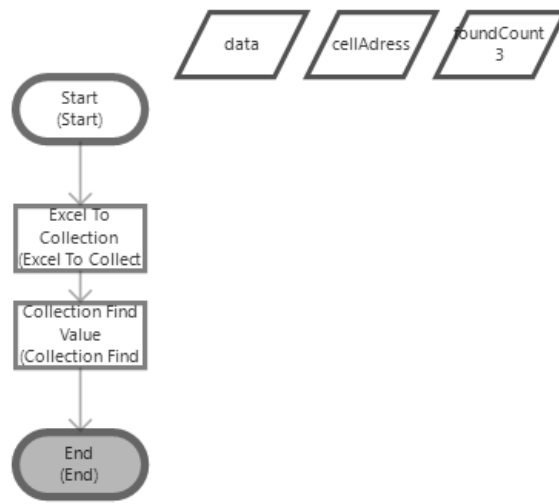 data
cellAdress
foundCount
3
Start
(Start)
Excel To
Collection
(Excel To Collect
Collection Find
Value
(Collection Find
End
(End)